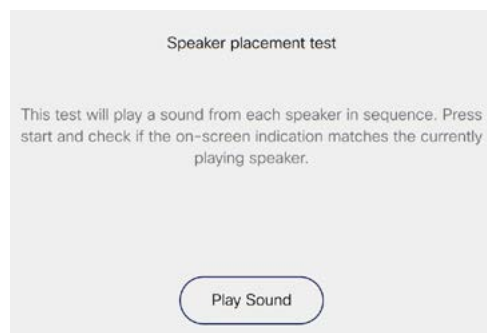 Speaker placement test
This test will play a sound from each speaker in sequence. Press
start and check if the on-screen indication matches the currently
playing speaker.
Play Sound